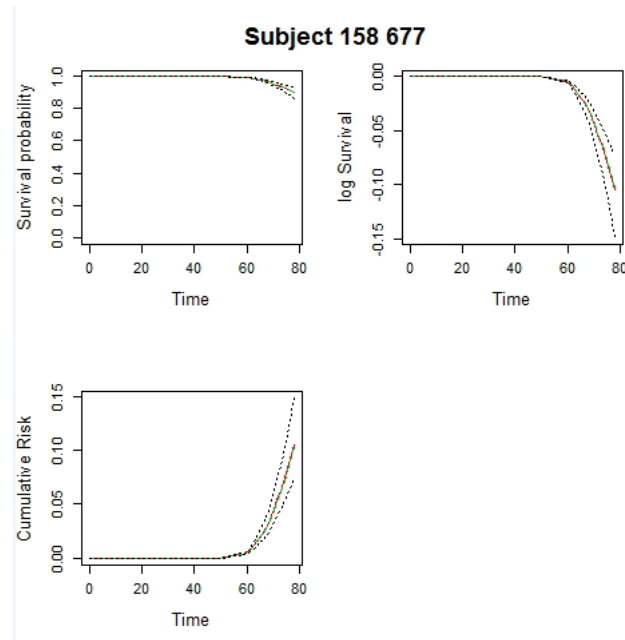 Subject 158 677
Survival probability
1.0
0.8
0.6
0.4
0.2
0.0
0 20 40 60 80
Time
log Survival
0.00
-0.05
-0.10
-0.15
0 20 40 60 80
Time
Cumulative Risk
0.15
0.10
0.05
0.00
0 20 40 60 80
Time